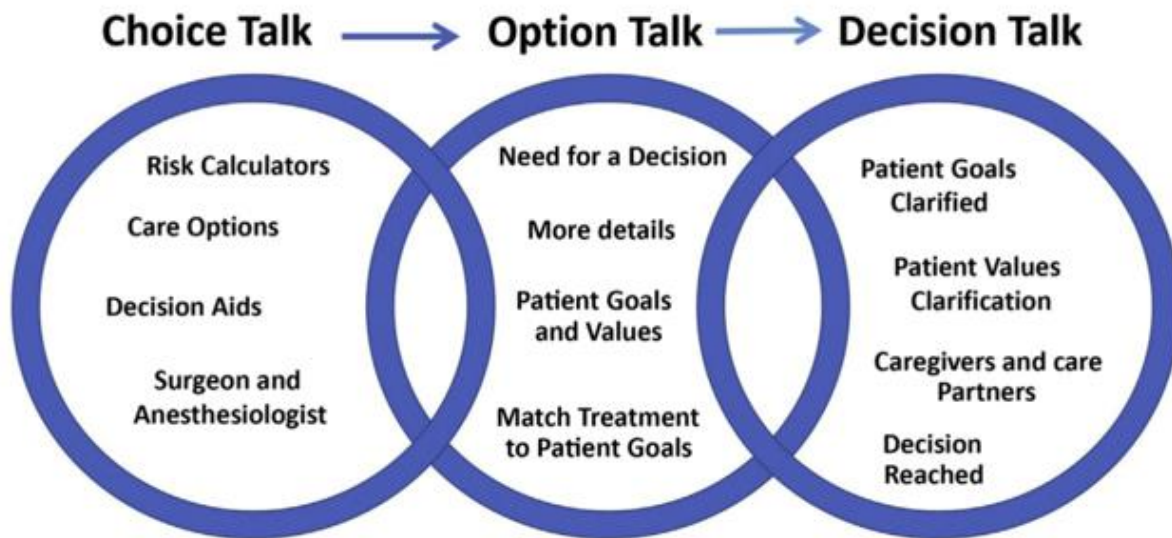 Choice Talk
Option Talk
Decision Talk
Risk Calculators
Care Options
Decision Aids
Surgeon and
Anesthesiologist
Need for a Decision
More details
Patient Goals
and Values
Match Treatment
to Patient Goals
Patient Goals
Clarified
Patient Values
Clarification
Caregivers and care
Partners
Decision
Reached